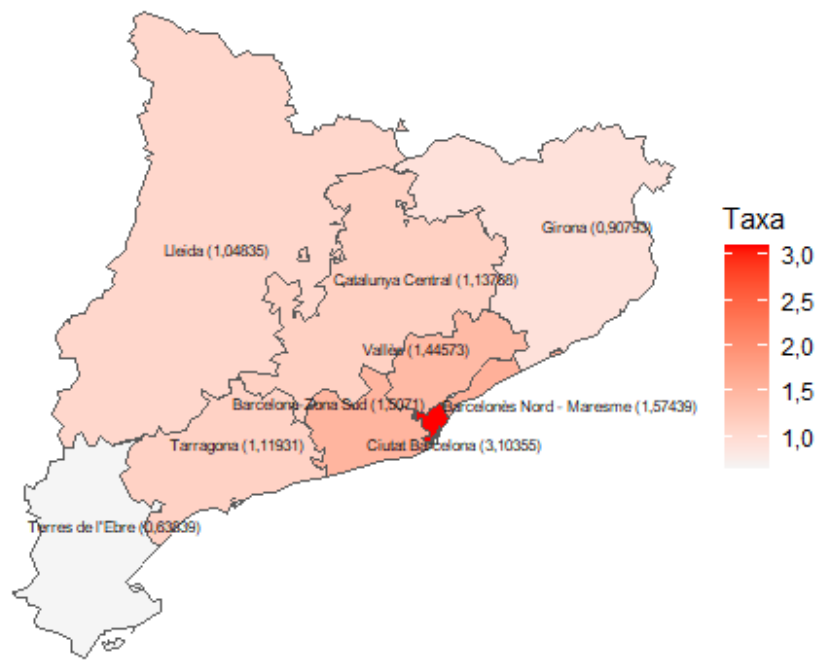 Taxa
3,0
2,5
2,0
1,5
1,0
Girona (0,90793)
Lleida (1,04835)
Catalunya Central (1,13788)
Vallès (1,44573)
Barcelona Zona Sud (1,5071)
Barcelonès Nord - Maresme (1,57439)
Tarragona (1,11931)
Ciutat Barcelona (3,10355)
Terres de l'Ebre (0,63839)